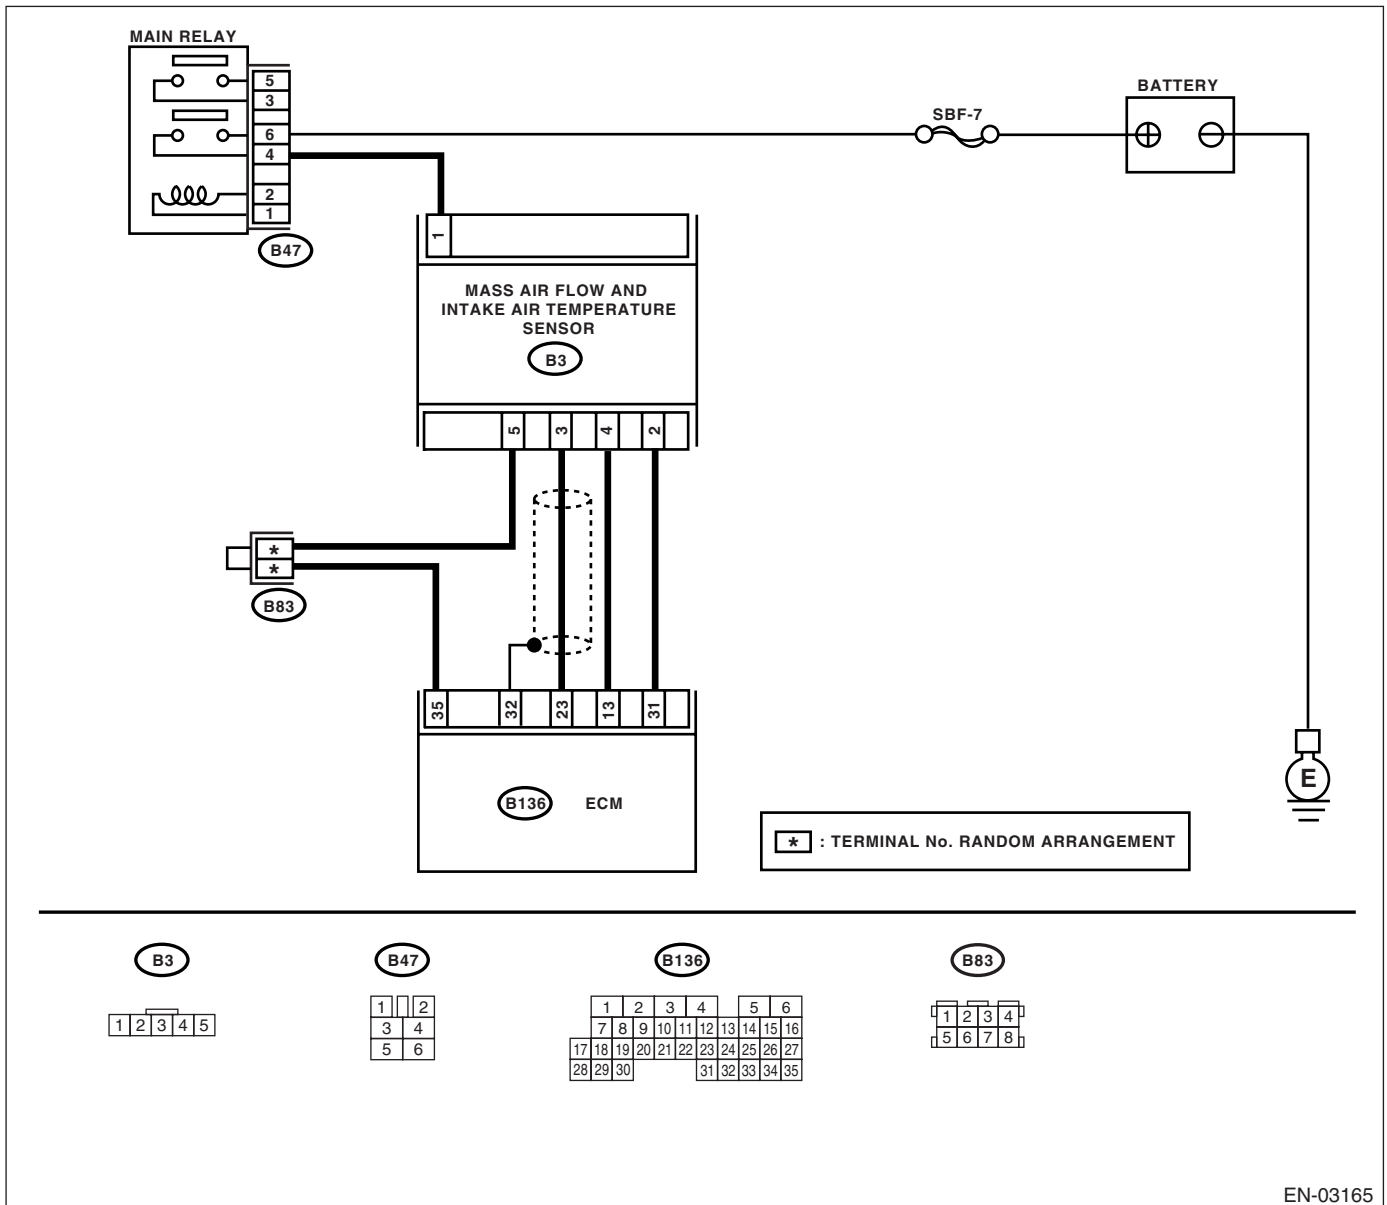 MAIN RELAY
5
3
6
4
2
1
B47
SBF-7
BATTERY
1
MASS AIR FLOW AND
INTAKE AIR TEMPERATURE
SENSOR
B3
5 3 4 2
*
*
B83
35 32 23 13 31
B136 ECM
E
* : TERMINAL No. RANDOM ARRANGEMENT
B3
1 2 3 4 5
B47
1 2
3 4
5 6
B136
1 2 3 4 5 6
7 8 9 10 11 12 13 14 15 16
17 18 19 20 21 22 23 24 25 26 27
28 29 30 31 32 33 34 35
B83
1 2 3 4
5 6 7 8
EN-03165